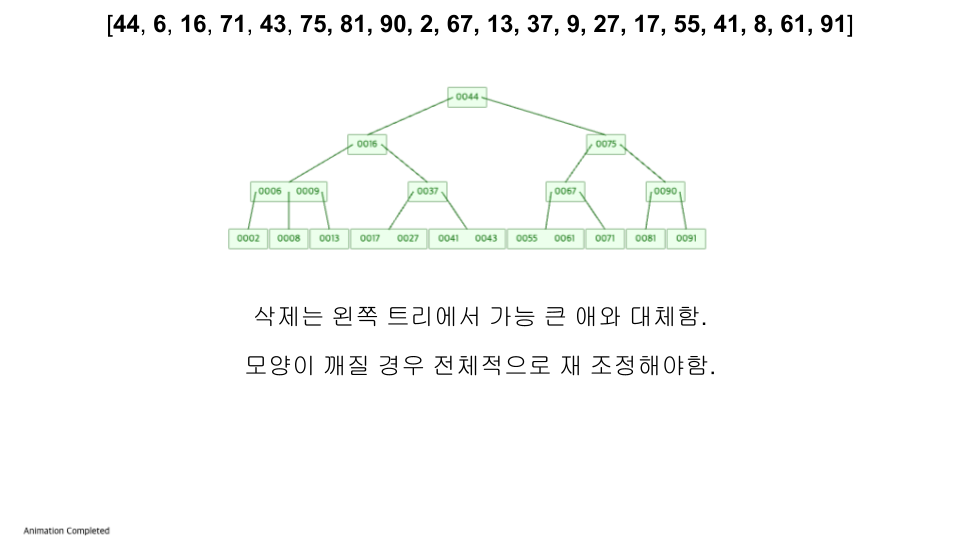 [44, 6, 16, 71, 43, 75, 81, 90, 2, 67, 13, 37, 9, 27, 17, 55, 41, 8, 61, 91]
0044
0016 0075
0006 0009 0037 0067 0090
0002 0008 0013 0017 0027 0041 0043 0055 0061 0071 0081 0091
삭제는 왼쪽 트리에서 가능 큰 애와 대체함.
모양이 깨질 경우 전체적으로 재 조정해야함.
Animation Completed